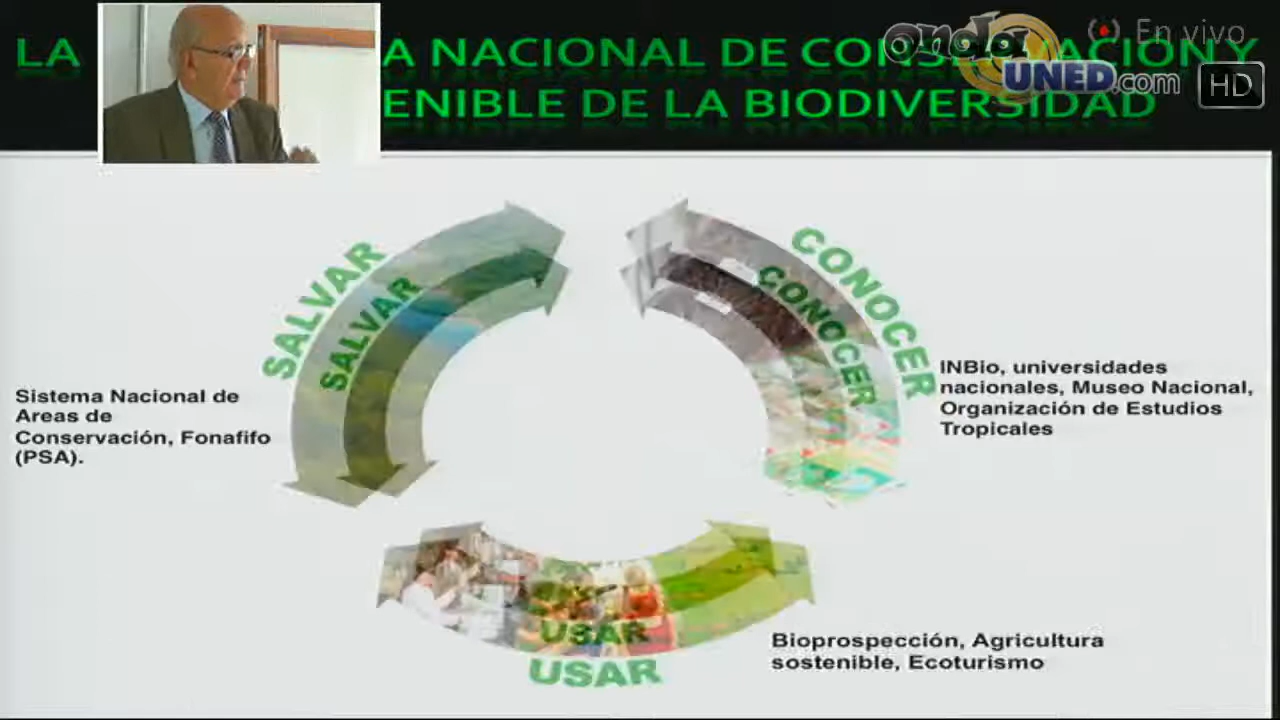 LA A NACIONAL DE CONSERVACIÓN Y
ENIBLE DE LA BIODIVERSIDAD
onda
UNED.com
En vivo
HD
SALVAR
SALVAR
CONOCER
CONOCER
Sistema Nacional de
Areas de
Conservación, Fonafifo
(PSA).
INBio, universidades
nacionales, Museo Nacional,
Organización de Estudios
Tropicales
USAR
USAR
Bioprospección, Agricultura
sostenible, Ecoturismo